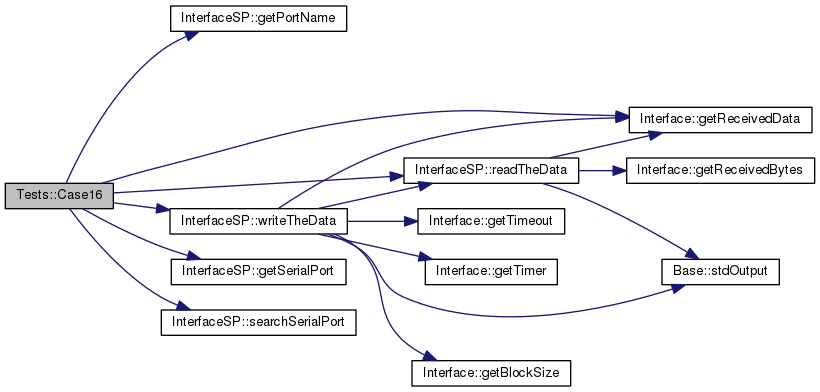 InterfaceSP::getPortName
Interface::getReceivedData
InterfaceSP::readTheData
Interface::getReceivedBytes
Tests::Case16
InterfaceSP::writeTheData
Interface::getTimeout
InterfaceSP::getSerialPort
Interface::getTimer
Base::stdOutput
InterfaceSP::searchSerialPort
Interface::getBlockSize